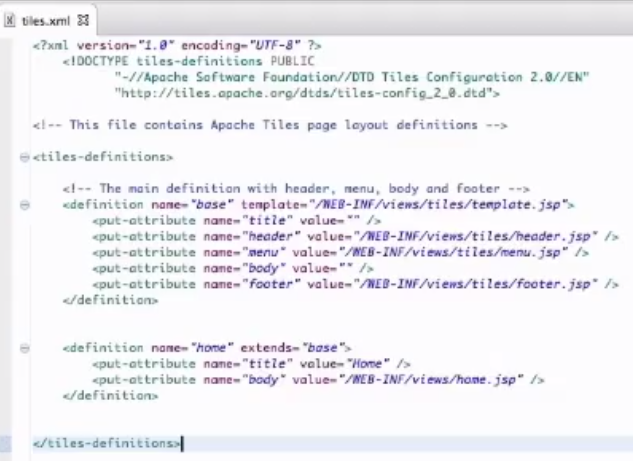 tiles.xml
<?xml version="1.0" encoding="UTF-8" ?>
<!DOCTYPE tiles-definitions PUBLIC
"-//Apache Software Foundation//DTD Tiles Configuration 2.0//EN"
"http://tiles.apache.org/dtds/tiles-config_2_0.dtd">
<!-- This file contains Apache Tiles page layout definitions -->
<tiles-definitions>
<!-- The main definition with header, menu, body and footer -->
<definition name="base" template="/WEB-INF/views/tiles/template.jsp">
<put-attribute name="title" value="" />
<put-attribute name="header" value="/WEB-INF/views/tiles/header.jsp" />
<put-attribute name="menu" value="/WEB-INF/views/tiles/menu.jsp" />
<put-attribute name="body" value="" />
<put-attribute name="footer" value="/WEB-INF/views/tiles/footer.jsp" />
</definition>
<definition name="home" extends="base">
<put-attribute name="title" value="Home" />
<put-attribute name="body" value="/WEB-INF/views/home.jsp" />
</definition>
</tiles-definitions>